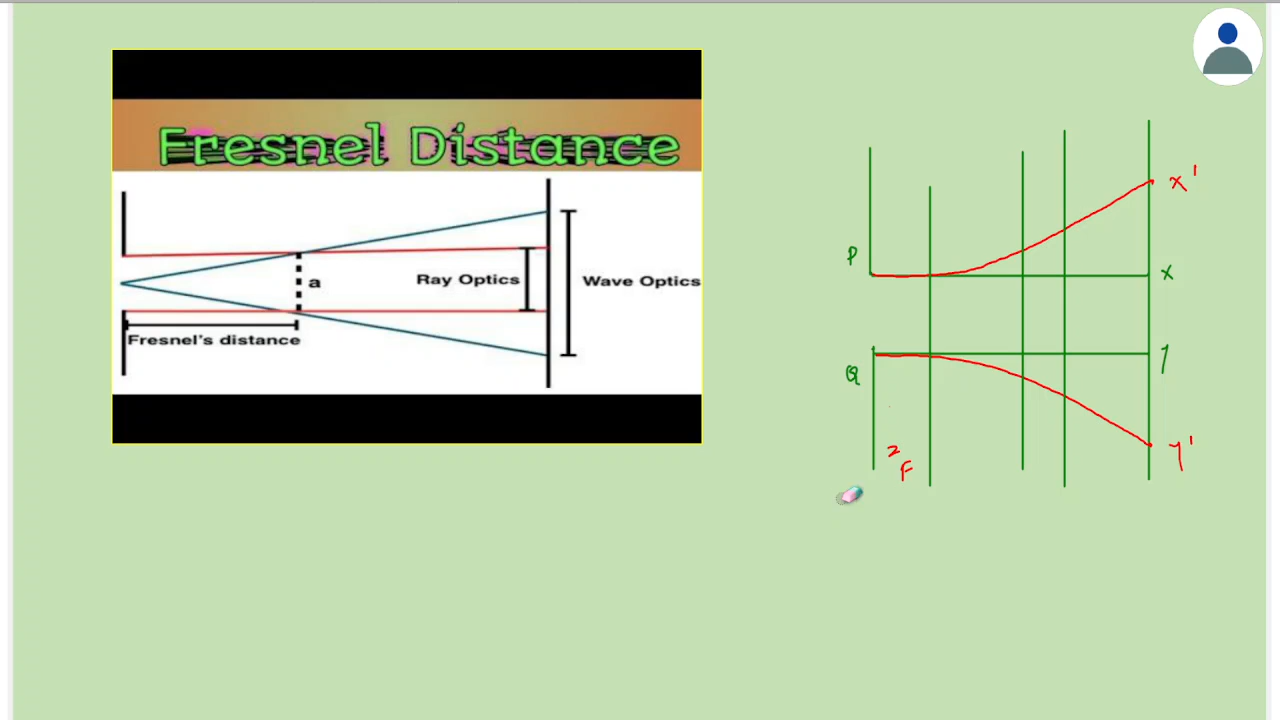 Fresnel Distance
a
Ray Optics
Wave Optics
Fresnel's distance
P
Q
x'
x
y
y'
z
F